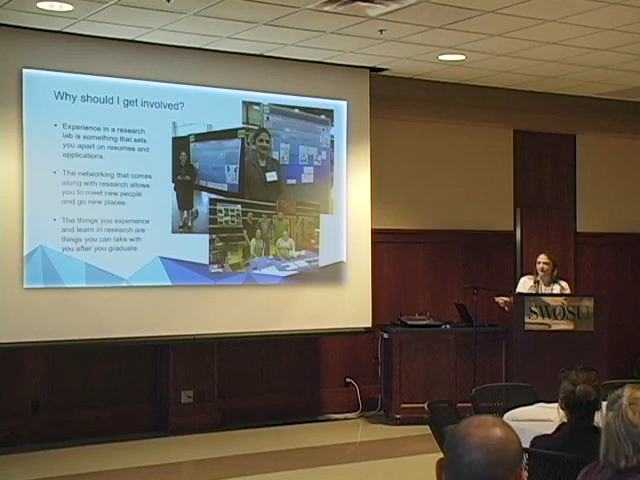 Why should I get involved?
• Experience in a research
lab is something that sets
you apart on resumes and
applications.
• The networking that comes
along with research allows
you to meet new people
and go new places.
• The things you experience
and learn in research are
things you can take with
you after you graduate.
SWOSU